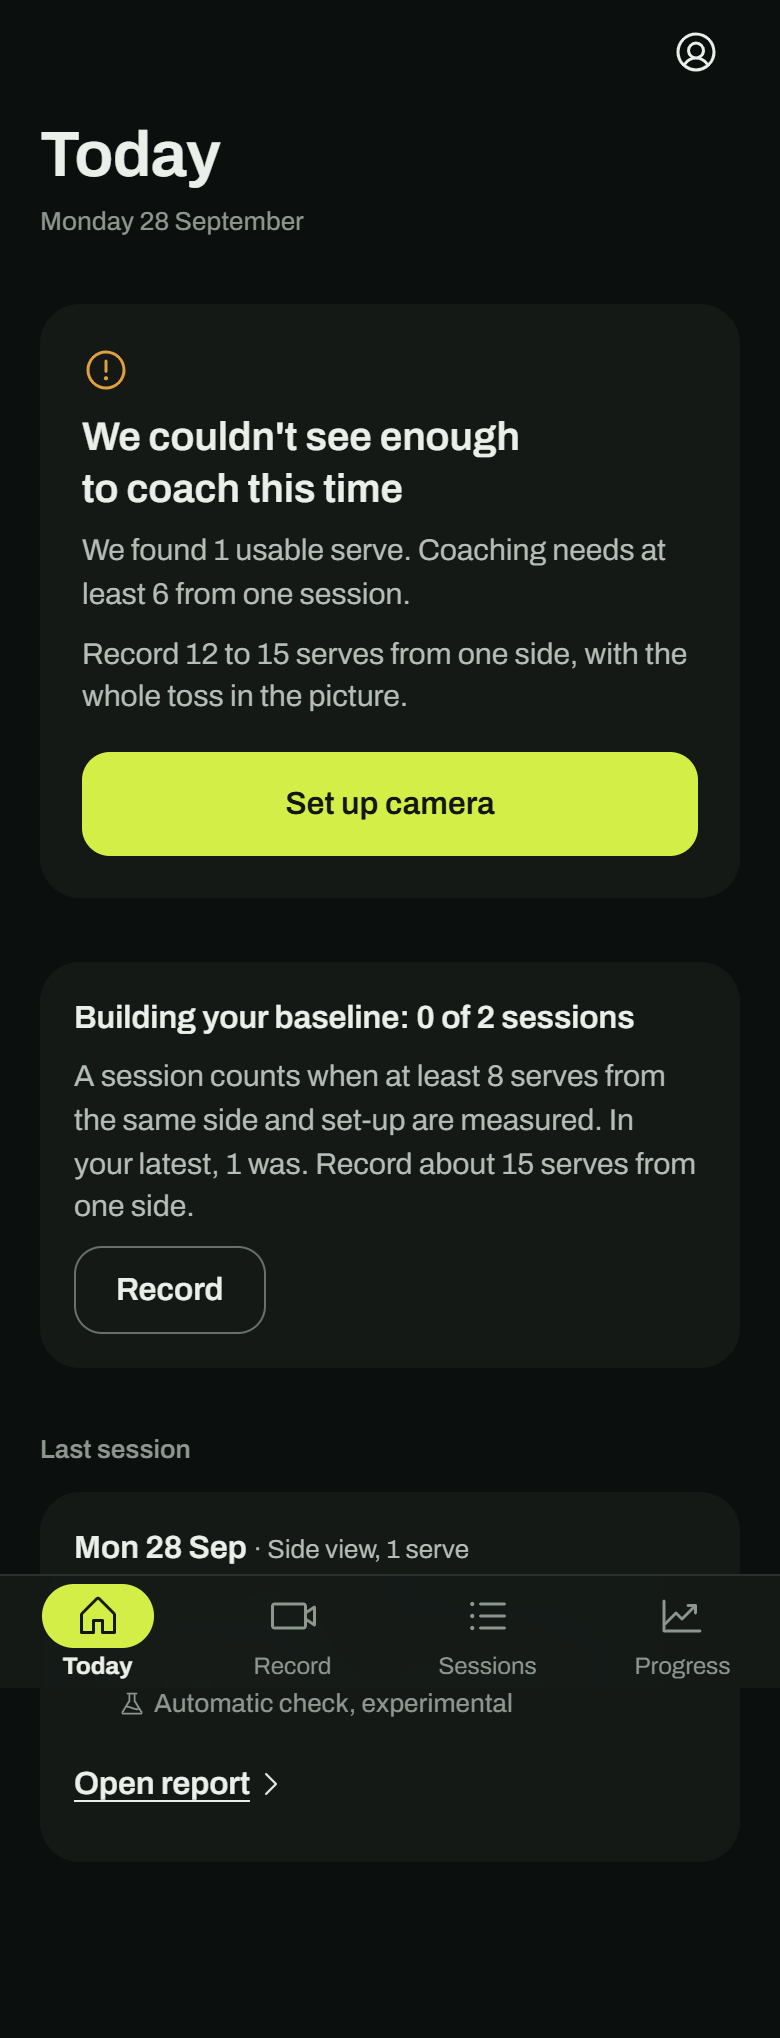 Today
Monday 28 September
We couldn't see enough
to coach this time
We found 1 usable serve. Coaching needs at
least 6 from one session.
Record 12 to 15 serves from one side, with the
whole toss in the picture.
Set up camera
Building your baseline: 0 of 2 sessions
A session counts when at least 8 serves from
the same side and set-up are measured. In
your latest, 1 was. Record about 15 serves from
one side.
Record
Last session
Mon 28 Sep · Side view, 1 serve
Today
Record
Sessions
Progress
Automatic check, experimental
Open report